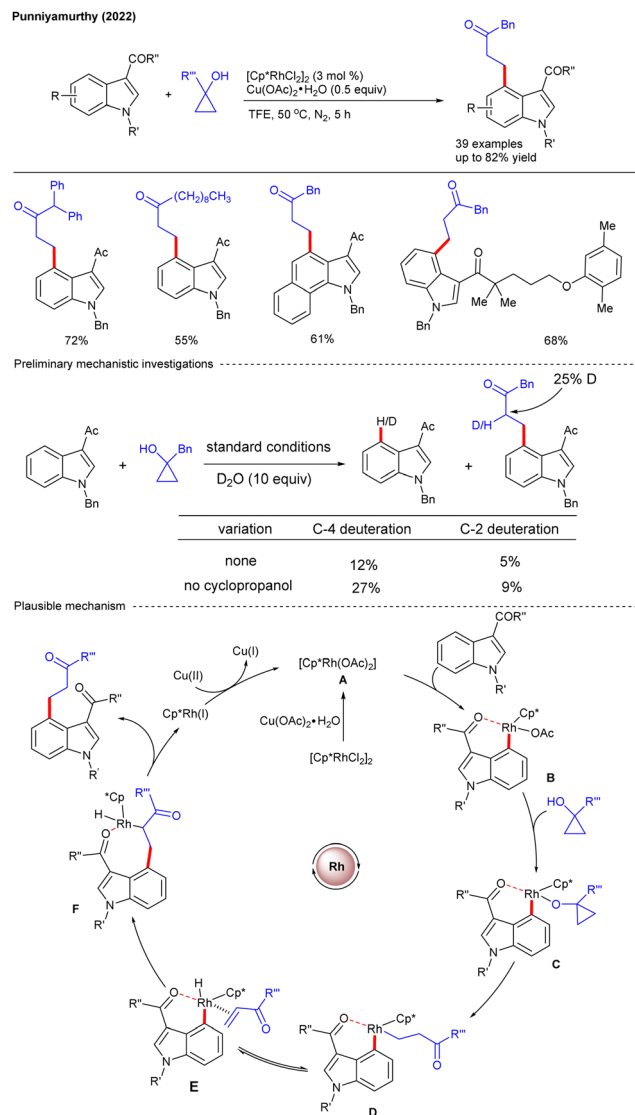 Punniyamurthy (2022)
COR"
R
N
R'
+
R''' OH
[Cp*RhCl2]2 (3 mol %)
Cu(OAc)2•H2O (0.5 equiv)
TFE, 50 °C, N2, 5 h
O
Bn
COR"
R
N
R'
39 examples
up to 82% yield
Ph
O
Ph
Ac
N
Bn
72%
O
(CH2)8CH3
Ac
N
Bn
55%
O
Bn
Ac
N
Bn
61%
O
Bn
O
Me Me
O
Me
Me
N
Bn
68%
Preliminary mechanistic investigations
Ac
N
Bn
+
HO Bn
standard conditions
D2O (10 equiv)
H/D
Ac
N
Bn
+
O
Bn
25% D
D/H
Ac
N
Bn
variation C-4 deuteration C-2 deuteration
none 12% 5%
no cyclopropanol 27% 9%
Plausible mechanism
O
R'''
O
R"
N
R'
Cu(II)
Cu(I)
Cp*Rh(I)
[Cp*Rh(OAc)2]
A
Cu(OAc)2•H2O
[Cp*RhCl2]2
COR"
N
R'
R"
O
Cp*
Rh
OAc
N
R'
B
HO R'''
R"
O
Rh
Cp*
O
R'''
N
R'
C
R"
O
Rh
Cp*
R'''
O
N
R'
D
R"
O
H
Rh
Cp*
R'''
O
N
R'
E
*Cp
H
Rh
R'''
O
O
R"
N
R'
F
Rh